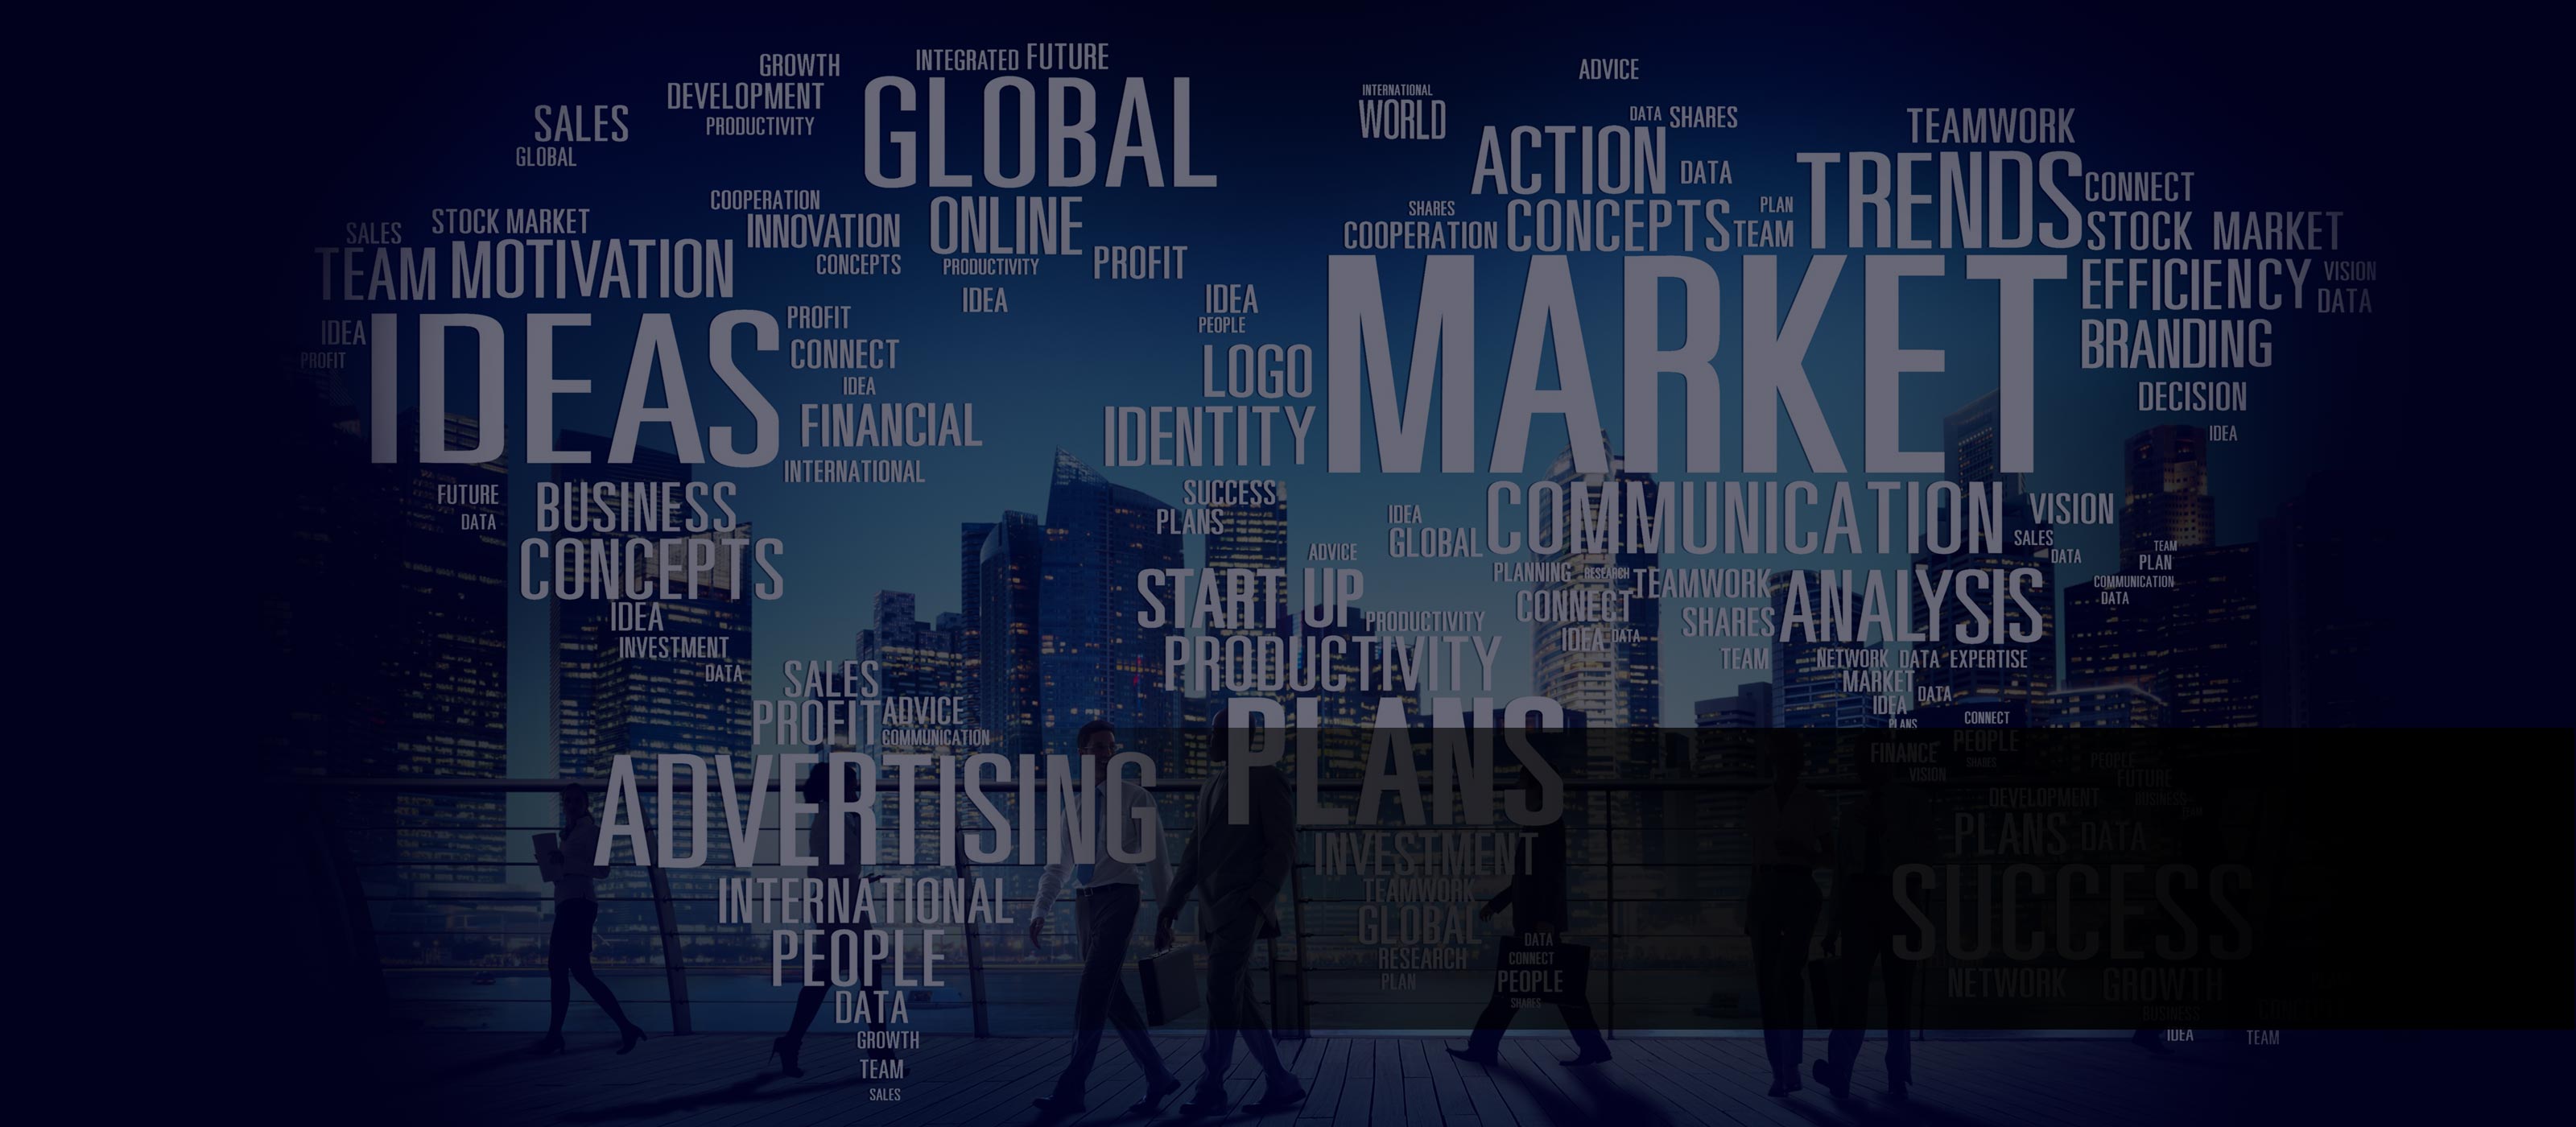 GROWTH
INTEGRATED FUTURE
DEVELOPMENT
PRODUCTIVITY
SALES
GLOBAL
GLOBAL
COOPERATION
INNOVATION
CONCEPTS
ONLINE
PRODUCTIVITY
PROFIT
IDEA
SALES
STOCK MARKET
TEAM MOTIVATION
IDEA
PROFIT
IDEAS
PROFIT
CONNECT
IDEA
FINANCIAL
INTERNATIONAL
FUTURE
DATA
BUSINESS
CONCEPTS
IDEA
INVESTMENT
DATA
SALES
PROFIT
ADVICE
COMMUNICATION
ADVERTISING
INTERNATIONAL
PEOPLE
DATA
GROWTH
TEAM
SALES
ADVICE
INTERNATIONAL
WORLD
DATA SHARES
ACTION
DATA
TEAMWORK
TRENDS
CONNECT
SHARES
COOPERATION
CONCEPTS
PLAN
TEAM
STOCK MARKET
EFFICIENCY
VISION
DATA
BRANDING
DECISION
IDEA
IDEA
PEOPLE
LOGO
IDENTITY
MARKET
SUCCESS
PLANS
IDEA
GLOBAL
COMMUNICATION
VISION
SALES
DATA
TEAM
PLAN
COMMUNICATION
DATA
ADVICE
START UP
PRODUCTIVITY
PRODUCTIVITY
PLANNING
RESEARCH
TEAMWORK
CONNECT
SHARES
IDEA
DATA
TEAM
ANALYSIS
NETWORK DATA EXPERTISE
MARKET
DATA
IDEA
PLANS
CONNECT
PLANS
INVESTMENT
TEAMWORK
GLOBAL
RESEARCH
PLAN
DATA
CONNECT
PEOPLE
SHARES
FINANCE
PEOPLE
SHARES
VISION
PEOPLE
FUTURE
DEVELOPMENT
BUSINESS
TEAM
PLANS DATA
SUCCESS
NETWORK GROWTH
BUSINESS
IDEA
TEAM